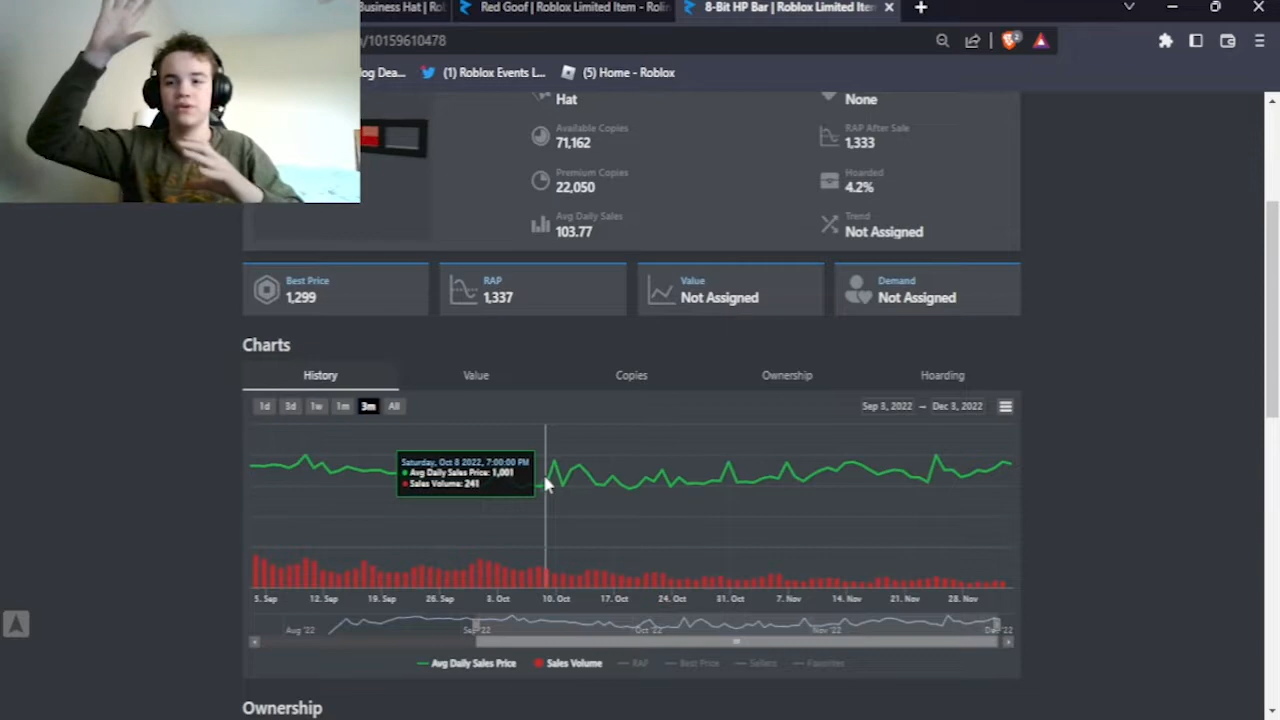 Business Hat | Rol
Red Goof | Roblox Limited Item - Rolin
8-Bit HP Bar | Roblox Limited Item
/10159610478
log Dea...
(1) Roblox Events L...
(5) Home - Roblox
Hat
None
Available Copies
71,162
RAP After Sale
1,333
Premium Copies
22,050
Hoarded
4.2%
Avg Daily Sales
103.77
Trend
Not Assigned
Best Price
1,299
RAP
1,337
Value
Not Assigned
Demand
Not Assigned
Charts
History
Value
Copies
Ownership
Hoarding
1d 3d 1w 1m 3m All
Sep 3, 2022 – Dec 3, 2022
Saturday, Oct 8 2022, 7:00:00 PM
Avg Daily Sales Price: 1,001
Sales Volume: 241
5. Sep 12. Sep 19. Sep 26. Sep 3. Oct 10. Oct 17. Oct 24. Oct 31. Oct 7. Nov 14. Nov 21. Nov 28. Nov
Aug '22 Sep '22 Oct '22 Nov '22 Dec '22
Avg Daily Sales Price Sales Volume RAP Best Price Sellers Favorites
Ownership